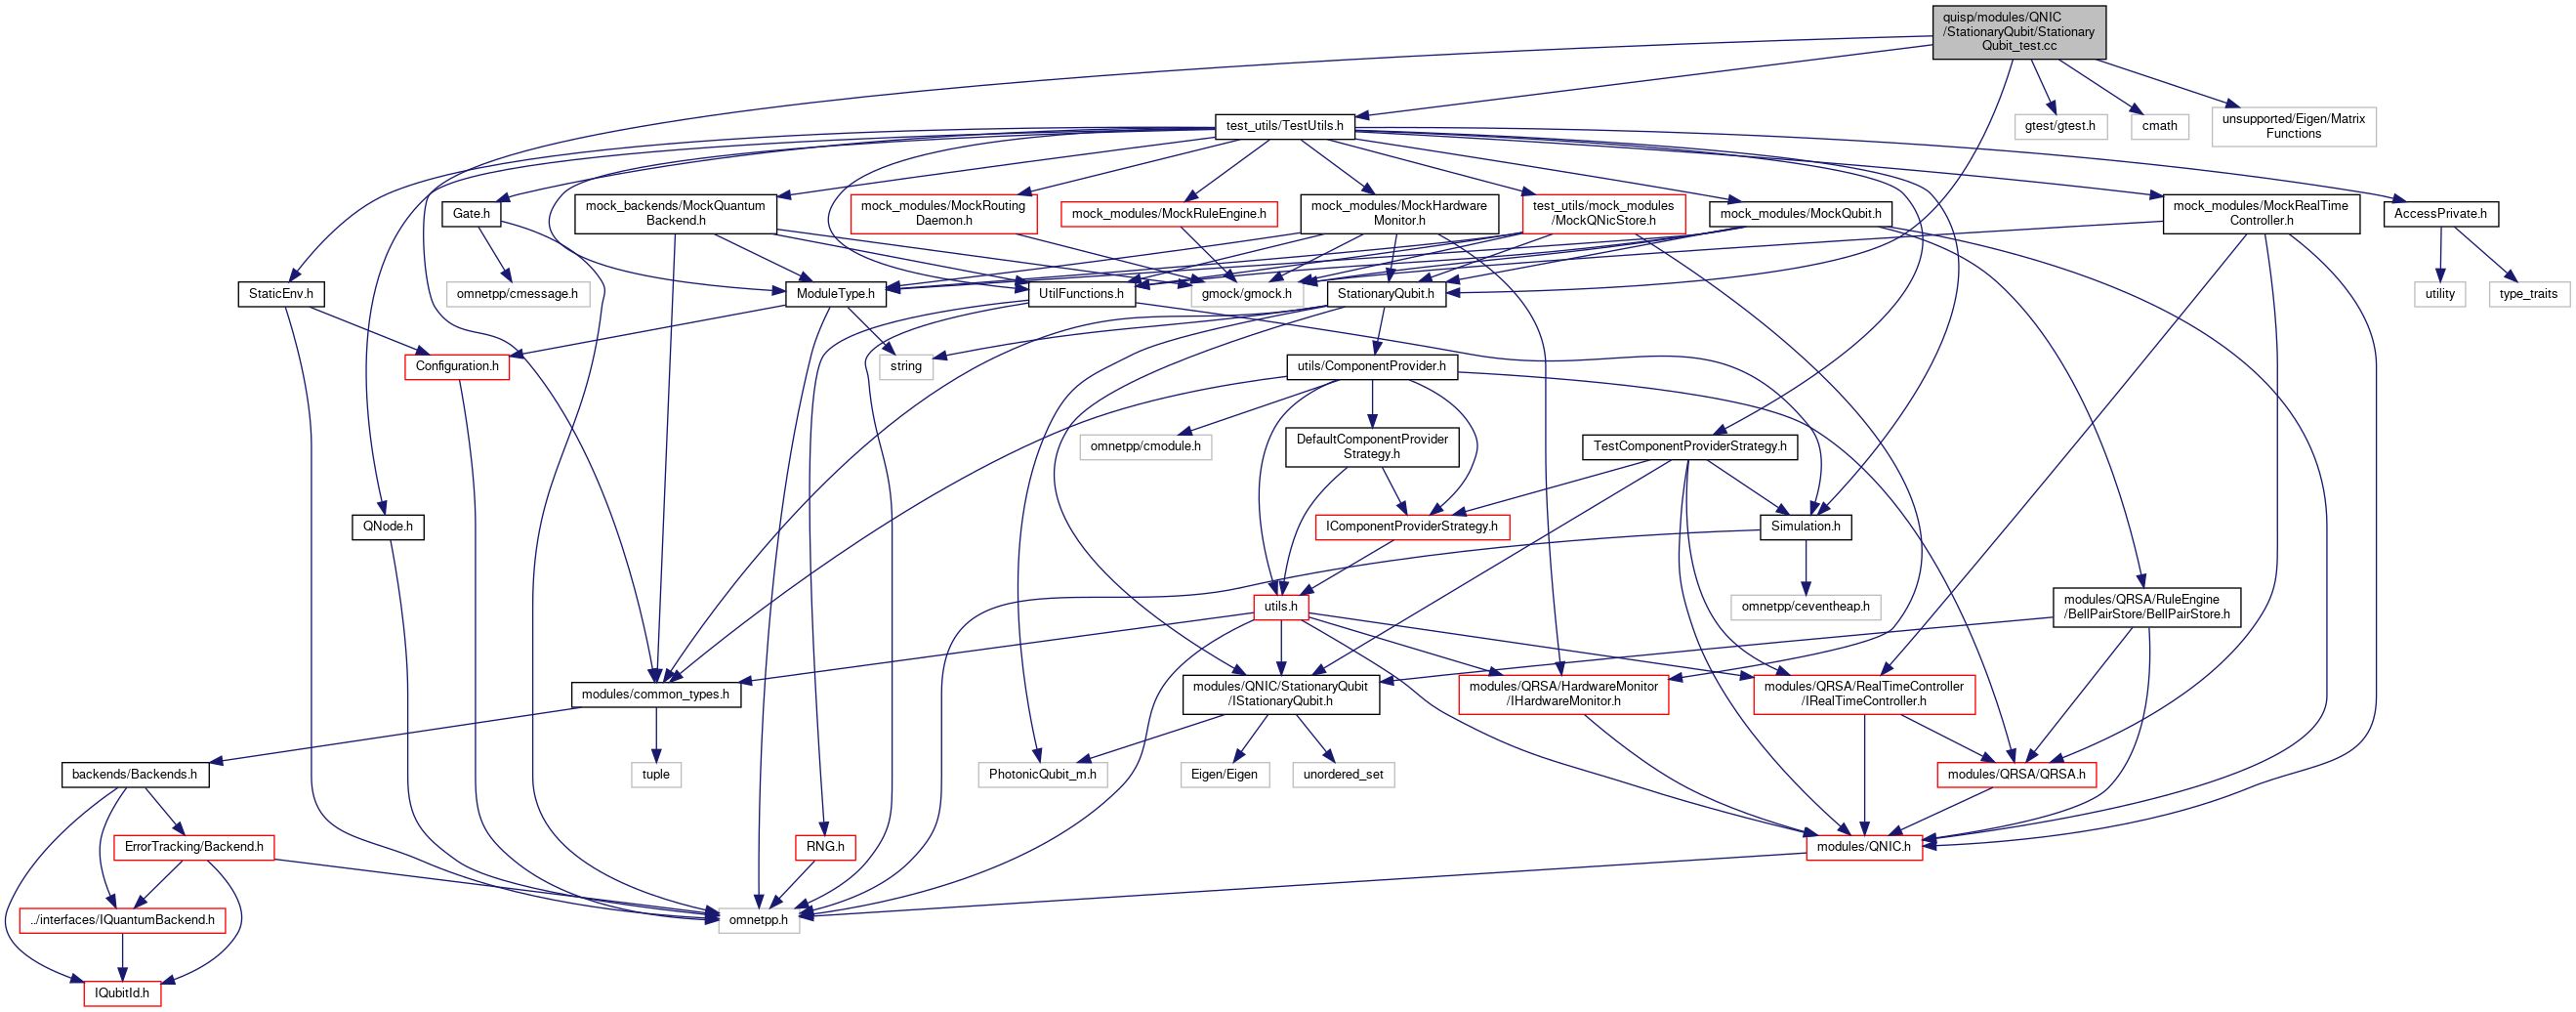 quisp/modules/QNIC
/StationaryQubit/Stationary
Qubit_test.cc
test_utils/TestUtils.h
gtest/gtest.h
cmath
unsupported/Eigen/Matrix
Functions
Gate.h
mock_backends/MockQuantum
Backend.h
mock_modules/MockRouting
Daemon.h
mock_modules/MockRuleEngine.h
mock_modules/MockHardware
Monitor.h
test_utils/mock_modules
/MockQNicStore.h
mock_modules/MockQubit.h
mock_modules/MockRealTime
Controller.h
AccessPrivate.h
StaticEnv.h
omnetpp/cmessage.h
ModuleType.h
UtilFunctions.h
gmock/gmock.h
StationaryQubit.h
utility
type_traits
Configuration.h
string
utils/ComponentProvider.h
omnetpp/cmodule.h
DefaultComponentProvider
Strategy.h
TestComponentProviderStrategy.h
QNode.h
IComponentProviderStrategy.h
Simulation.h
utils.h
omnetpp/ceventheap.h
modules/QRSA/RuleEngine
/BellPairStore/BellPairStore.h
modules/common_types.h
modules/QNIC/StationaryQubit
/IStationaryQubit.h
modules/QRSA/HardwareMonitor
/IHardwareMonitor.h
modules/QRSA/RealTimeController
/IRealTimeController.h
backends/Backends.h
tuple
PhotonicQubit_m.h
Eigen/Eigen
unordered_set
modules/QRSA/QRSA.h
ErrorTracking/Backend.h
RNG.h
modules/QNIC.h
../interfaces/IQuantumBackend.h
omnetpp.h
IQubitId.h